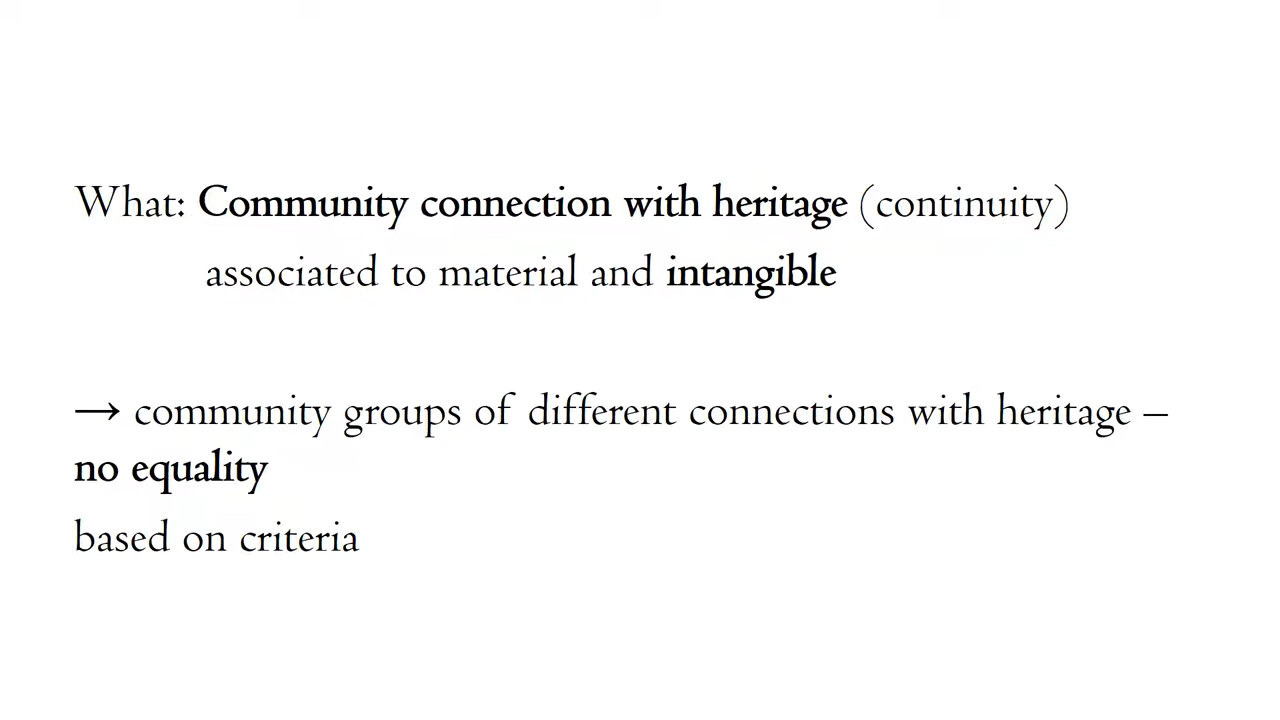 What: Community connection with heritage (continuity)
associated to material and intangible
→ community groups of different connections with heritage –
no equality
based on criteria